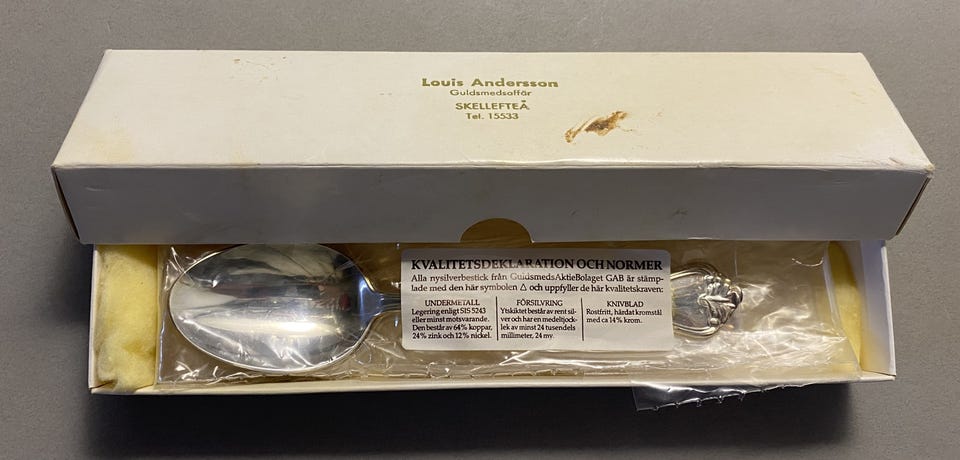 Louis Andersson
Guldsmedsaffär
SKELLEFTEÅ
Tel. 15533
KVALITETSDEKLARATION OCH NORMER
Alla nysilverbestick från GuldsmedsAktieBolaget GAB är stämp-
lade med den här symbolen △ och uppfyller de här kvalitetskraven:
UNDERMETALL
Legering enligt SIS 5243
eller minst motsvarande.
Den består av 64% koppar,
24% zink och 12% nickel.
FÖRSILVRING
Ytskiktet består av rent sil-
ver och har en medeltjock-
lek av minst 24 tusendels
millimeter, 24 my.
KNIVBLAD
Rostfritt, härdat kromstål
med ca 14% krom.